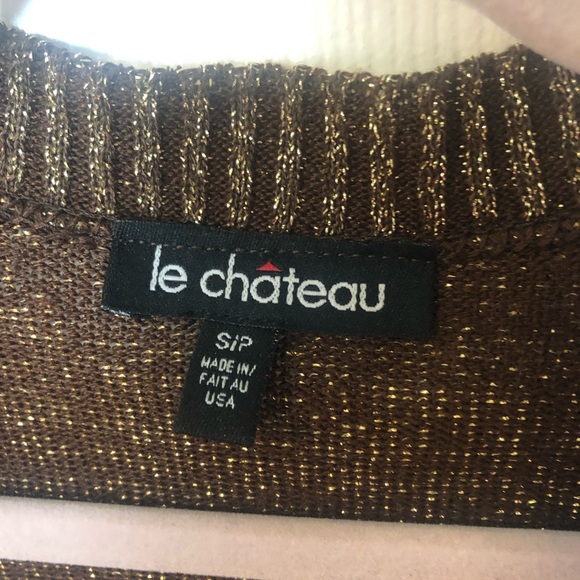 le château
S/P
MADE IN/
FAIT AU
USA